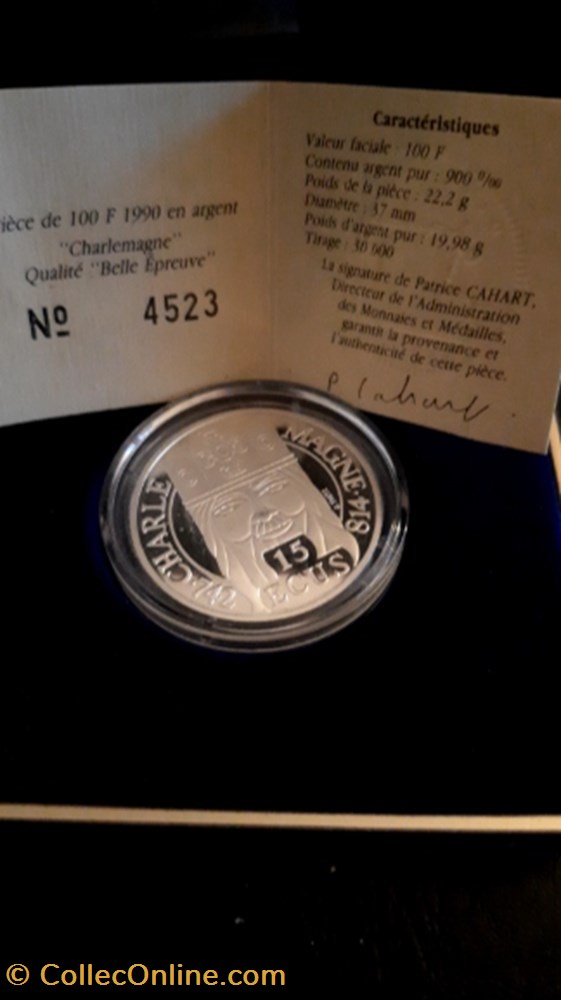 ièce de 100 F 1990 en argent
"Charlemagne"
Qualité "Belle Épreuve"
Nº 4523
Caractéristiques
Valeur faciale : 100 F
Contenu argent pur : 900 º/oo
Poids de la pièce : 22,2 g
Diamètre : 37 mm
Poids d'argent pur : 19,98 g
Tirage : 30 000
La signature de Patrice CAHART,
Directeur de l'Administration
des Monnaies et Médailles,
garantit la provenance et
l'authenticité de cette pièce.
P Cahart
742·CHARLE MAGNE·814
15
ECUS
© CollecOnline.com